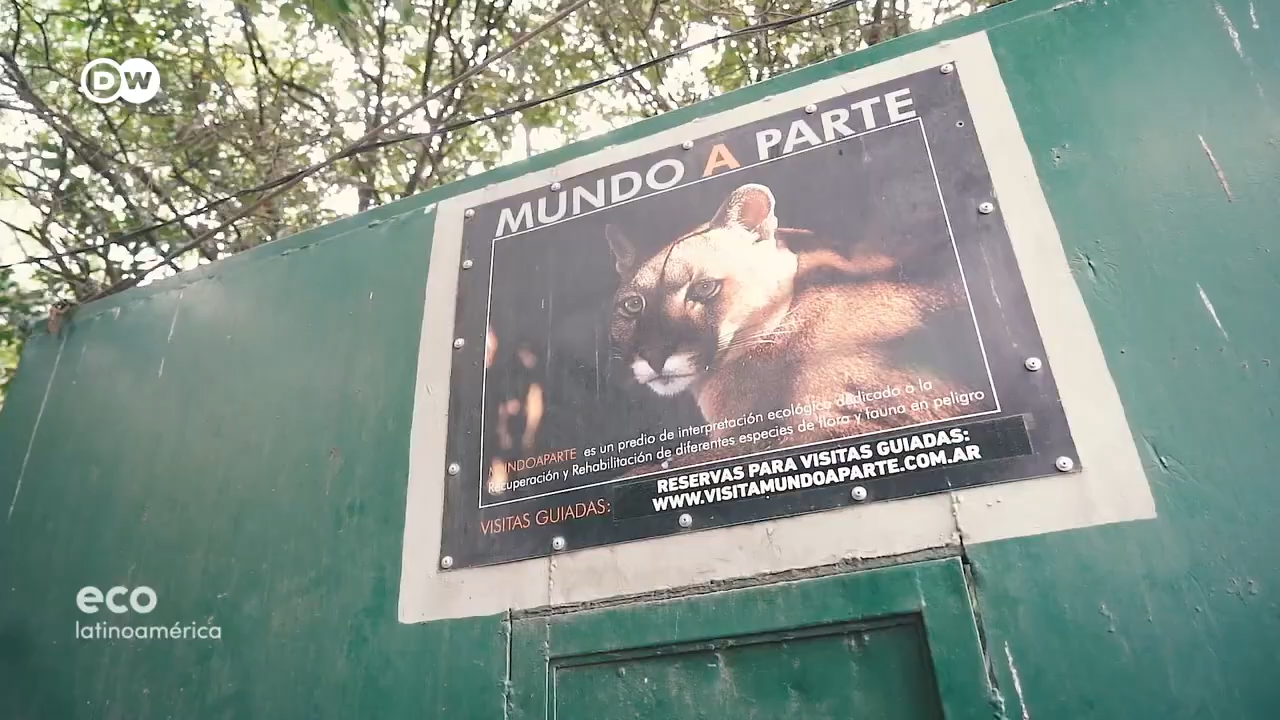 DW
MUNDO A PARTE
MUNDOAPARTE es un predio de interpretación ecológica dedicado a la
Recuperación y Rehabilitación de diferentes especies de flora y fauna en peligro
RESERVAS PARA VISITAS GUIADAS:
VISITAS GUIADAS: WWW.VISITAMUNDOAPARTE.COM.AR
eco
latinoamérica